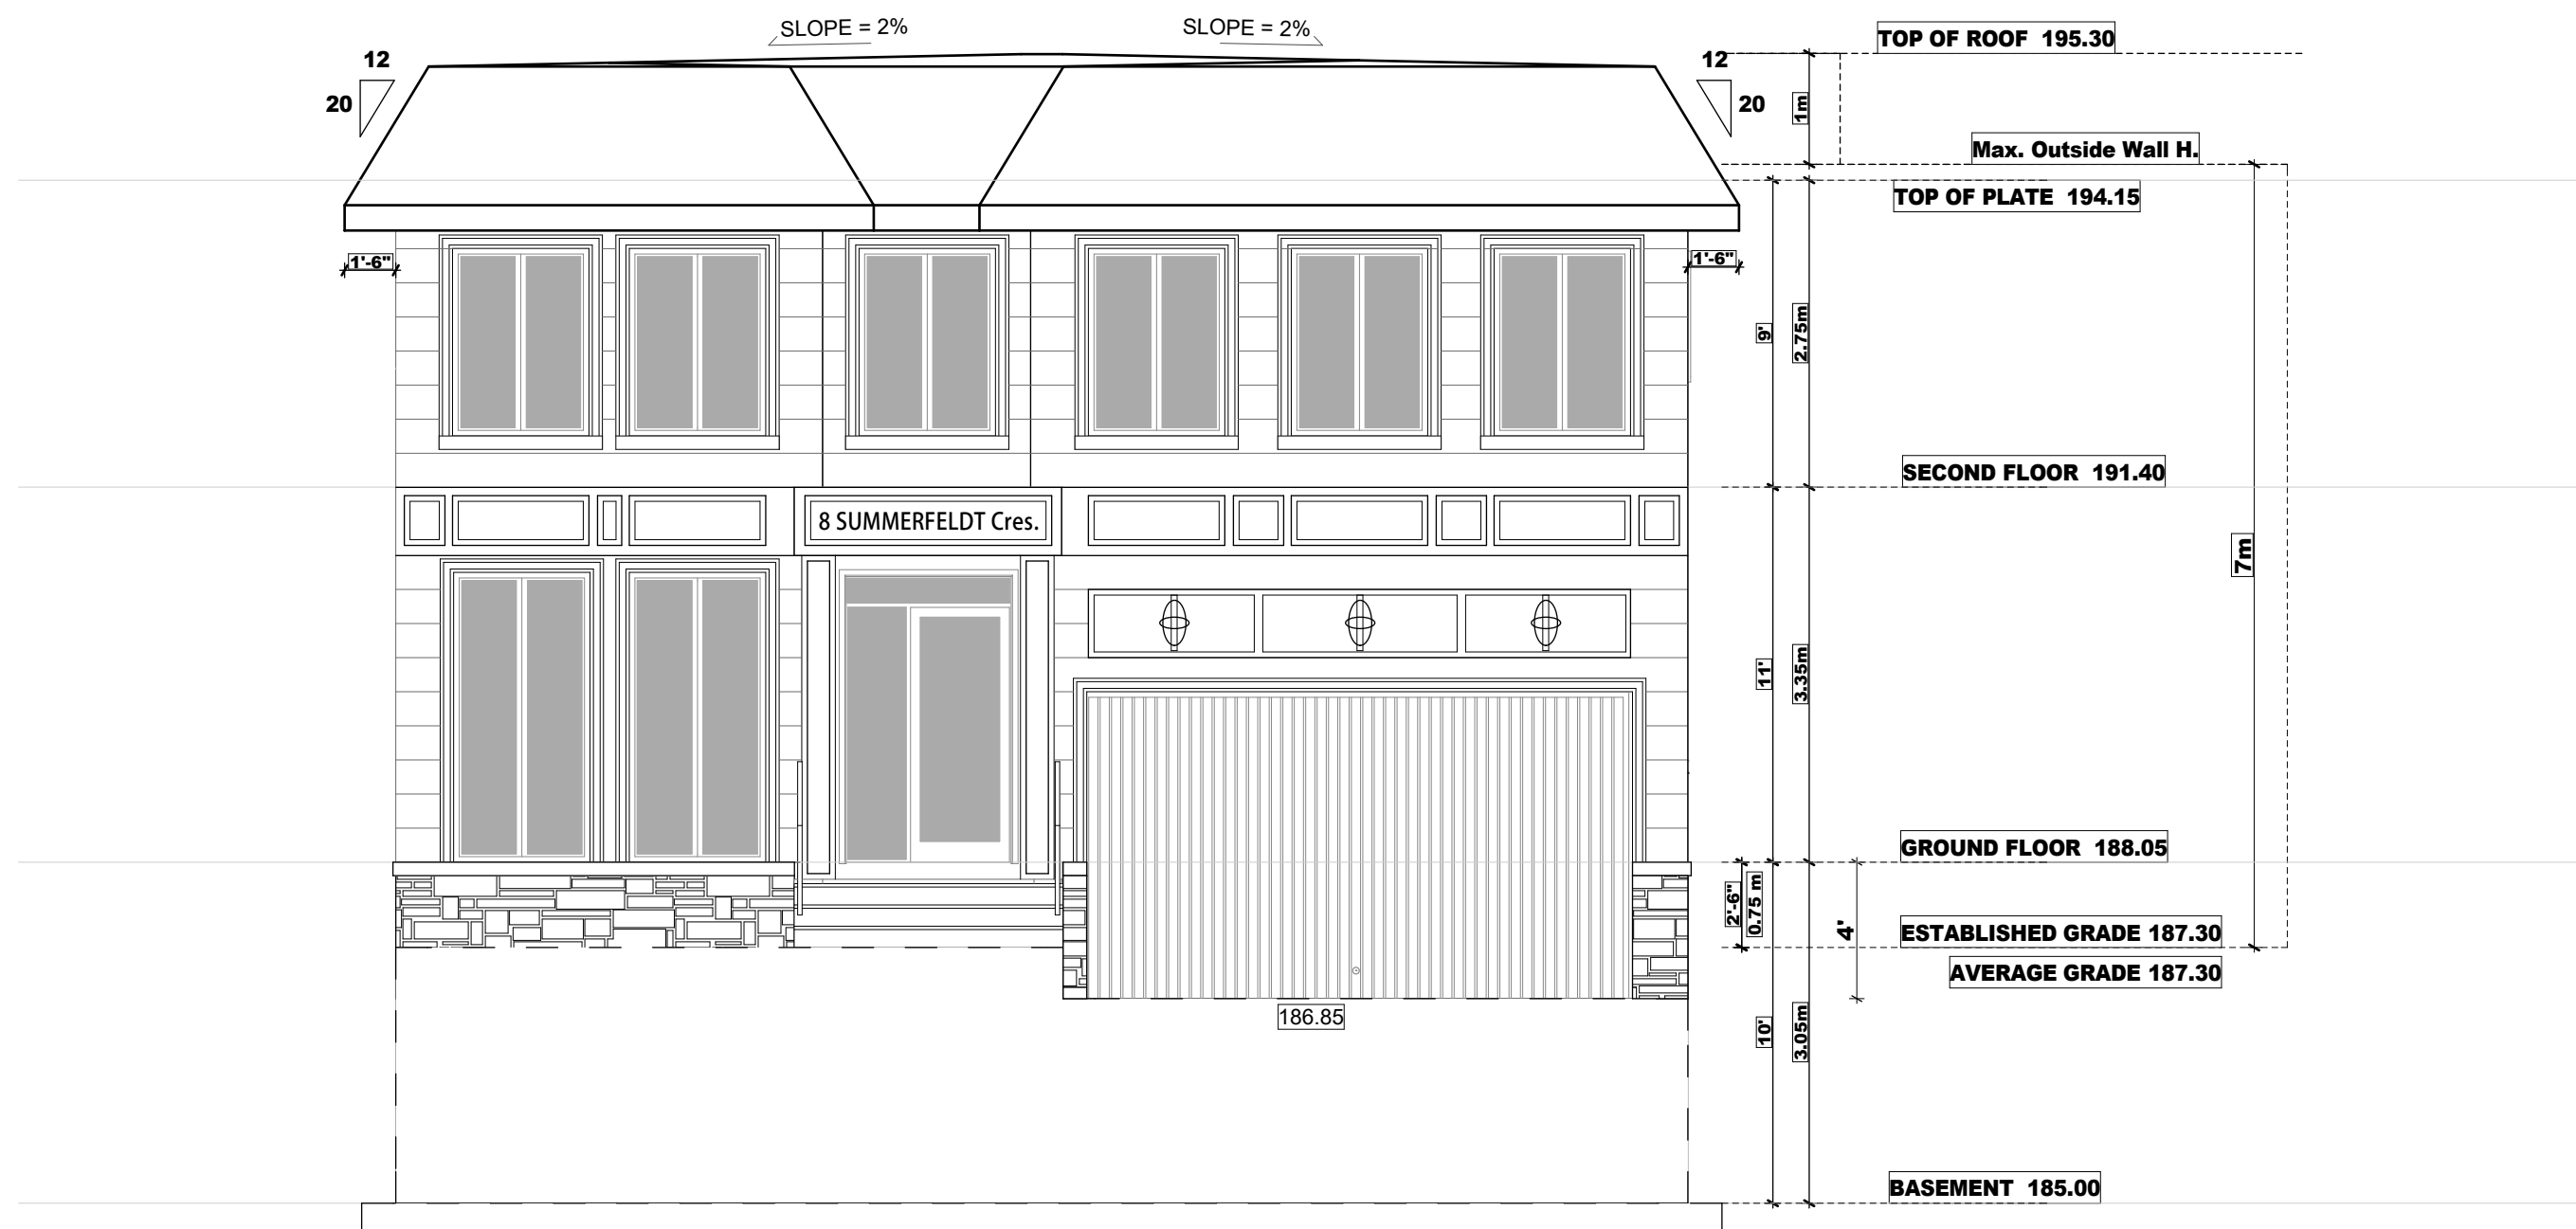 SLOPE = 2%
SLOPE = 2%
TOP OF ROOF 195.30
12
20
12
20
1m
Max. Outside Wall H.
TOP OF PLATE 194.15
1'-6"
1'-6"
9'
2.75m
SECOND FLOOR 191.40
8 SUMMERFELDT Cres.
7m
11'
3.35m
GROUND FLOOR 188.05
2'-6"
0.75 m
4'
ESTABLISHED GRADE 187.30
AVERAGE GRADE 187.30
186.85
10'
3.05m
BASEMENT 185.00